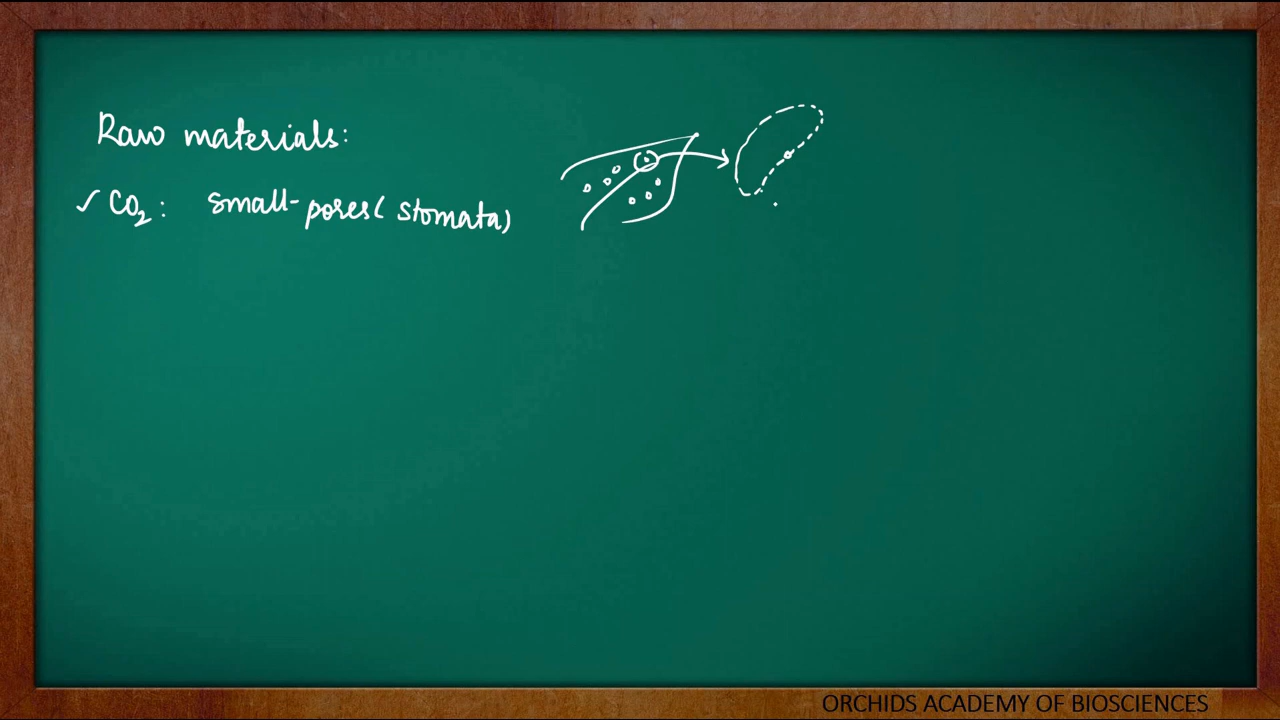 Raw materials:
✓ CO₂: small-pores (stomata)
ORCHIDS ACADEMY OF BIOSCIENCES